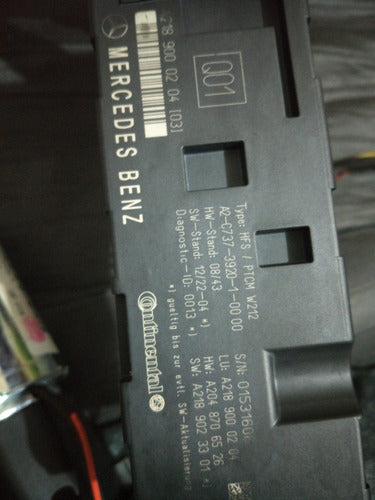 218 900 02 04 [03]
MERCEDES BENZ
Q01
Type: HFS / PTCM W212
A2-C737-3920-1-00 00
HW-Stand: 08/43
SW-Stand: 12/22-04 *)
Diagnostic-ID: 0013 *)
*) gueltig bis zur evtl. SW-Aktualisierung
Continental
S/N: 0153160
LU: A218 900 02 04
HW: A204 870 65 26
SW: A218 902 33 01 *)